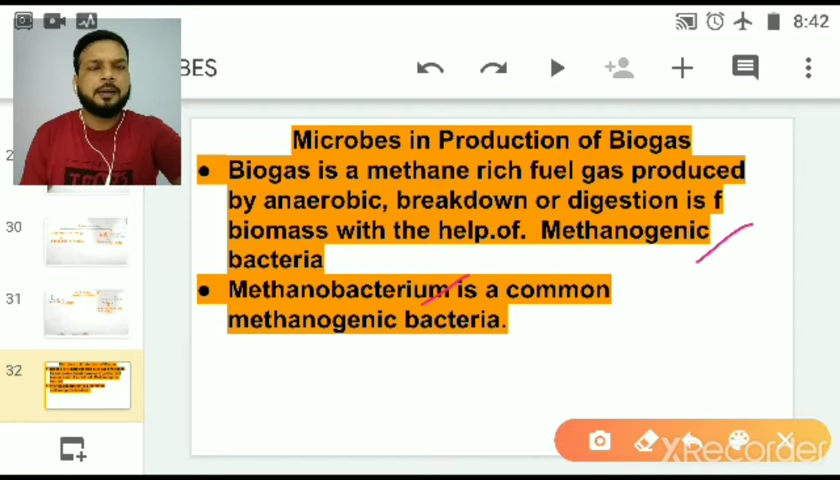 8:42
BES
Microbes in Production of Biogas
● Biogas is a methane rich fuel gas produced
by anaerobic, breakdown or digestion is f
biomass with the help.of. Methanogenic
bacteria
● Methanobacterium is a common
methanogenic bacteria.
30
31
32
XRecorder